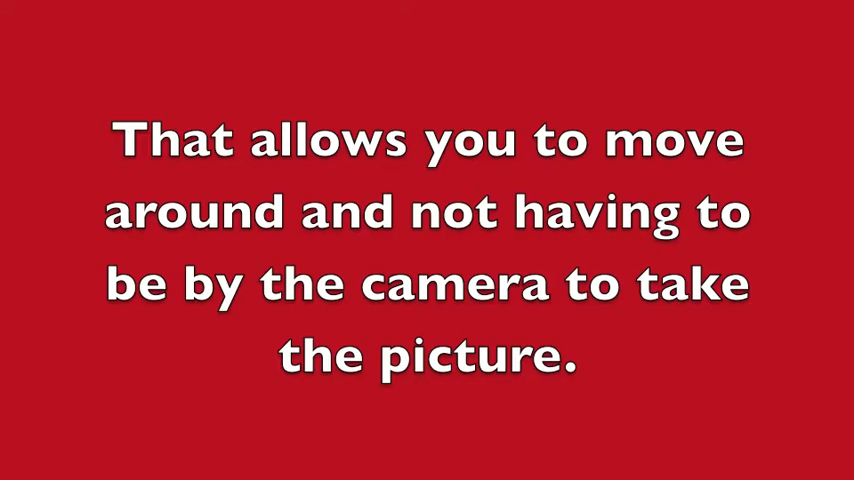 That allows you to move
around and not having to
be by the camera to take
the picture.